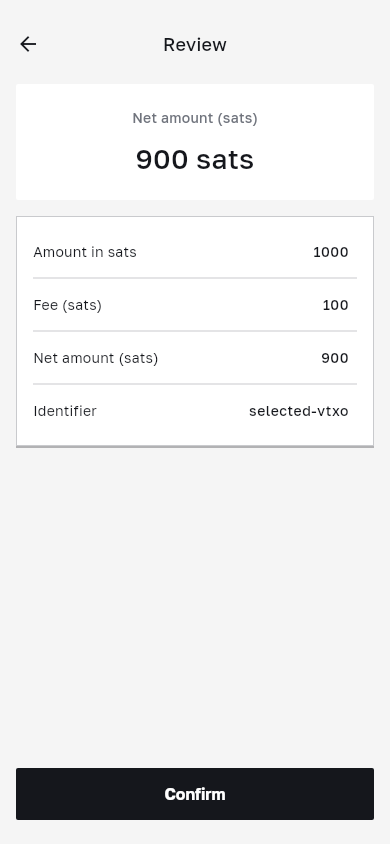 Review
Net amount (sats)
900 sats
Amount in sats 1000
Fee (sats) 100
Net amount (sats) 900
Identifier selected-vtxo
Confirm